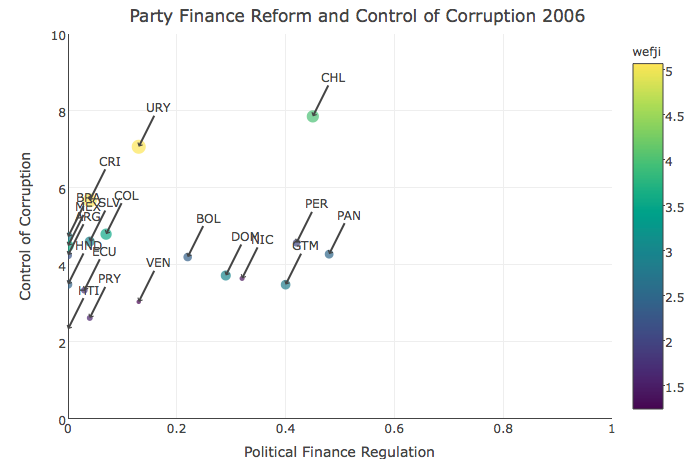 Party Finance Reform and Control of Corruption 2006
10
8
6
4
2
0
Control of Corruption
0
0.2
0.4
0.6
0.8
1
Political Finance Regulation
CHL
URY
CRI
BRA
MEX
ARG
SLV
COL
HND
ECU
HTI
PRY
VEN
BOL
DOM
NIC
PER
PAN
GTM
wefji
5
4.5
4
3.5
3
2.5
2
1.5